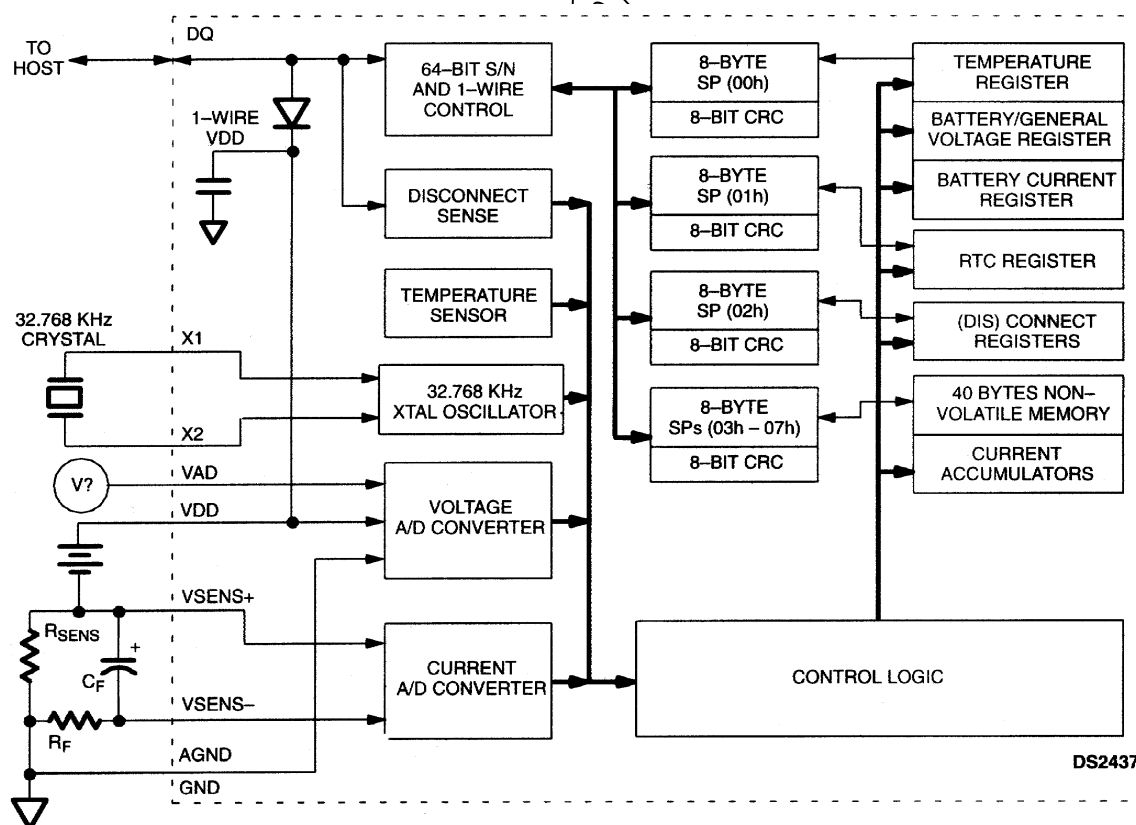 DQ
TO
HOST
64–BIT S/N
AND 1–WIRE
CONTROL
8–BYTE
SP (00h)
8–BIT CRC
TEMPERATURE
REGISTER
BATTERY/GENERAL
VOLTAGE REGISTER
BATTERY CURRENT
REGISTER
1–WIRE
VDD
DISCONNECT
SENSE
8–BYTE
SP (01h)
8–BIT CRC
RTC REGISTER
TEMPERATURE
SENSOR
8–BYTE
SP (02h)
8–BIT CRC
(DIS) CONNECT
REGISTERS
32.768 KHz
CRYSTAL
X1
X2
32.768 KHz
XTAL OSCILLATOR
8–BYTE
SPs (03h – 07h)
8–BIT CRC
40 BYTES NON–
VOLATILE MEMORY
CURRENT
ACCUMULATORS
V?
VAD
VDD
VOLTAGE
A/D CONVERTER
VSENS+
RSENS
+
CF
VSENS–
RF
CURRENT
A/D CONVERTER
CONTROL LOGIC
AGND
GND
DS2437